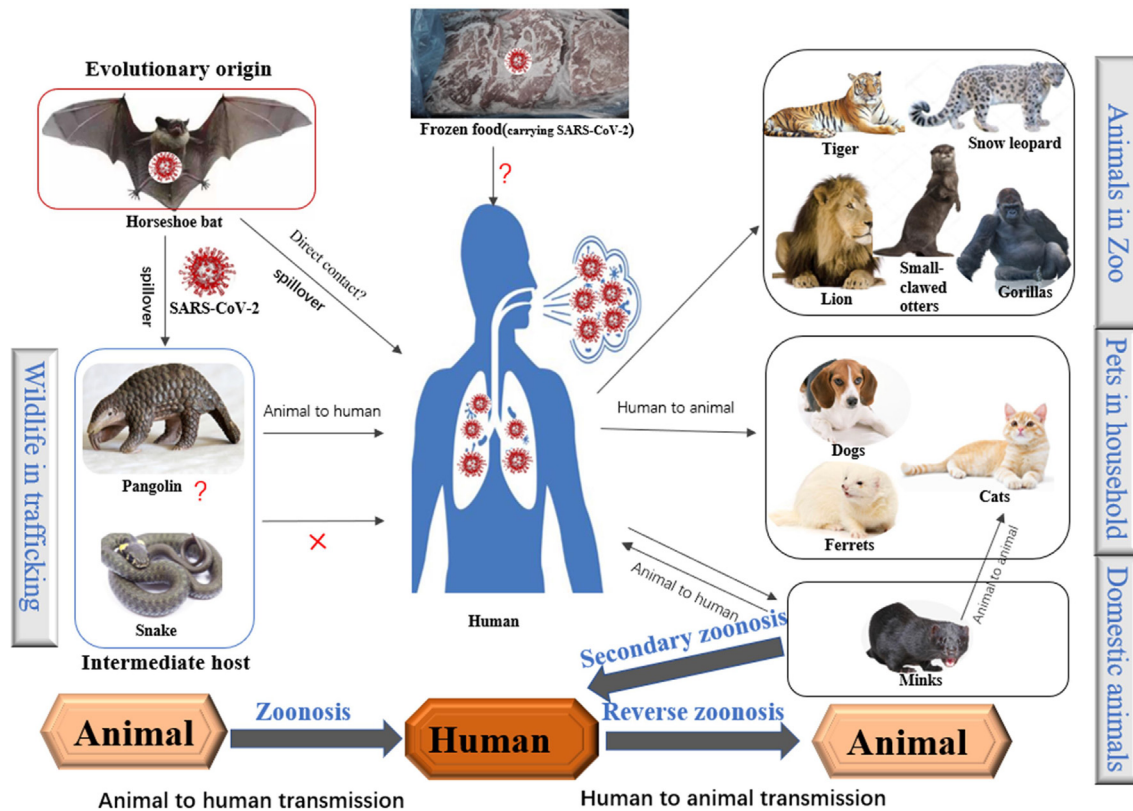 Evolutionary origin
Horseshoe bat
spillover
SARS-CoV-2
Direct contact?
spillover
Frozen food(carrying SARS-CoV-2)
?
Tiger
Snow leopard
Lion
Small-
clawed
otters
Gorillas
Animals in Zoo
Wildlife in trafficking
Pangolin
?
Snake
Intermediate host
Animal to human
×
Human
Human to animal
Dogs
Ferrets
Cats
Pets in household
Animal to human
Animal to animal
Minks
Domestic animals
Secondary zoonosis
Animal
Zoonosis
Human
Reverse zoonosis
Animal
Animal to human transmission
Human to animal transmission